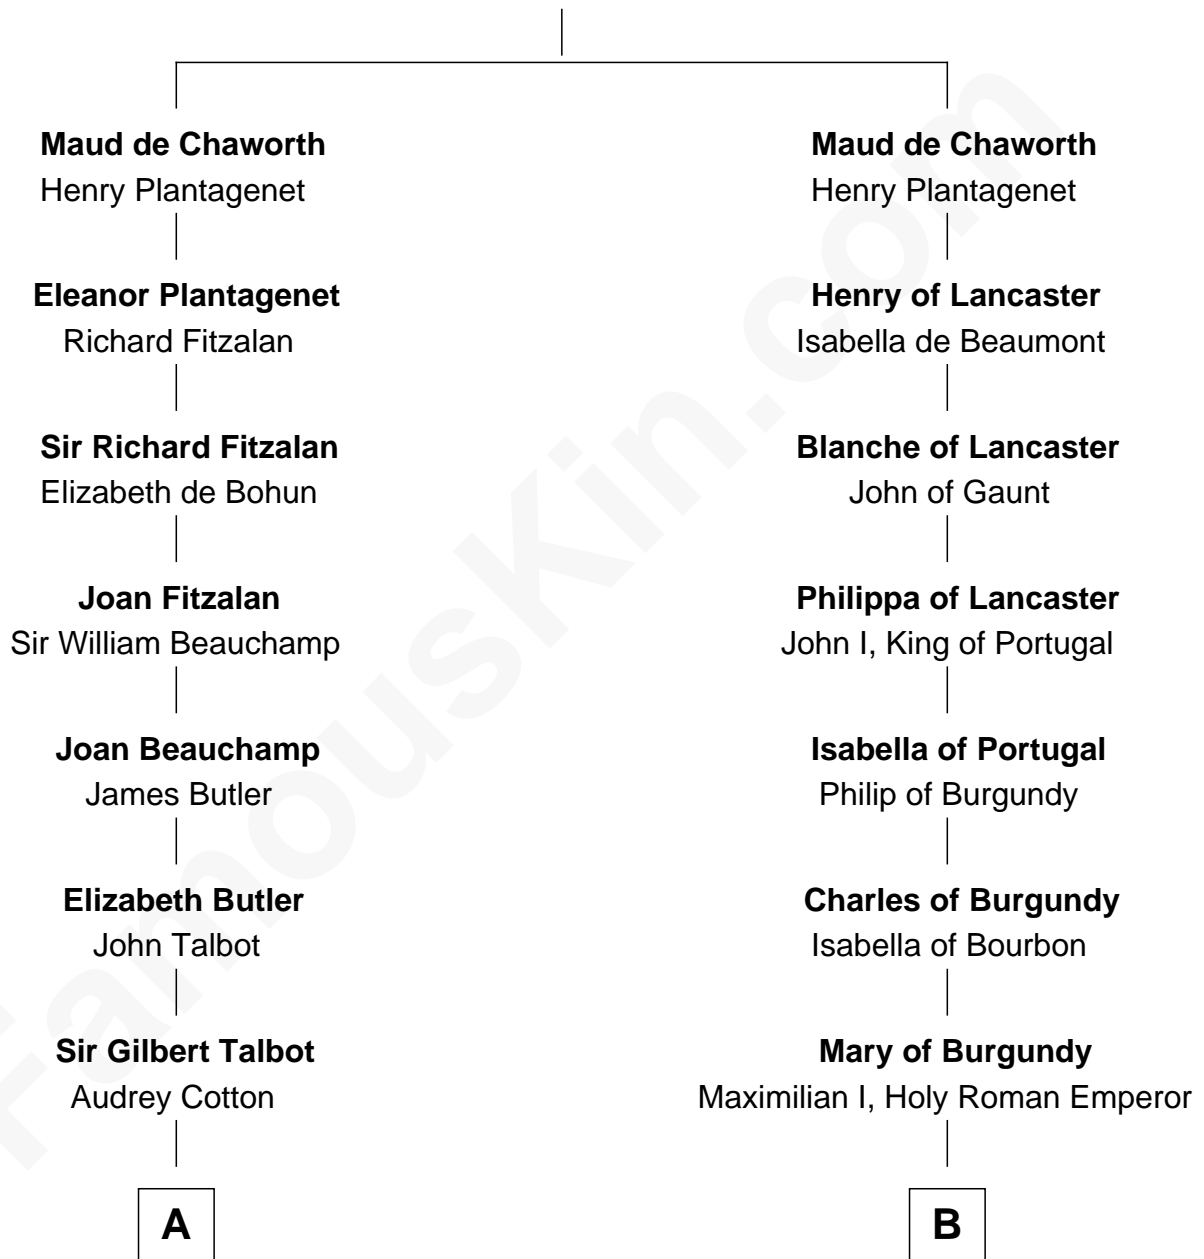 Maud de Chaworth
Henry Plantagenet
Eleanor Plantagenet
Richard Fitzalan
Sir Richard Fitzalan
Elizabeth de Bohun
Joan Fitzalan
Sir William Beauchamp
Joan Beauchamp
James Butler
Elizabeth Butler
John Talbot
Sir Gilbert Talbot
Audrey Cotton
A
Maud de Chaworth
Henry Plantagenet
Henry of Lancaster
Isabella de Beaumont
Blanche of Lancaster
John of Gaunt
Philippa of Lancaster
John I, King of Portugal
Isabella of Portugal
Philip of Burgundy
Charles of Burgundy
Isabella of Bourbon
Mary of Burgundy
Maximilian I, Holy Roman Emperor
B
FamousKin.com